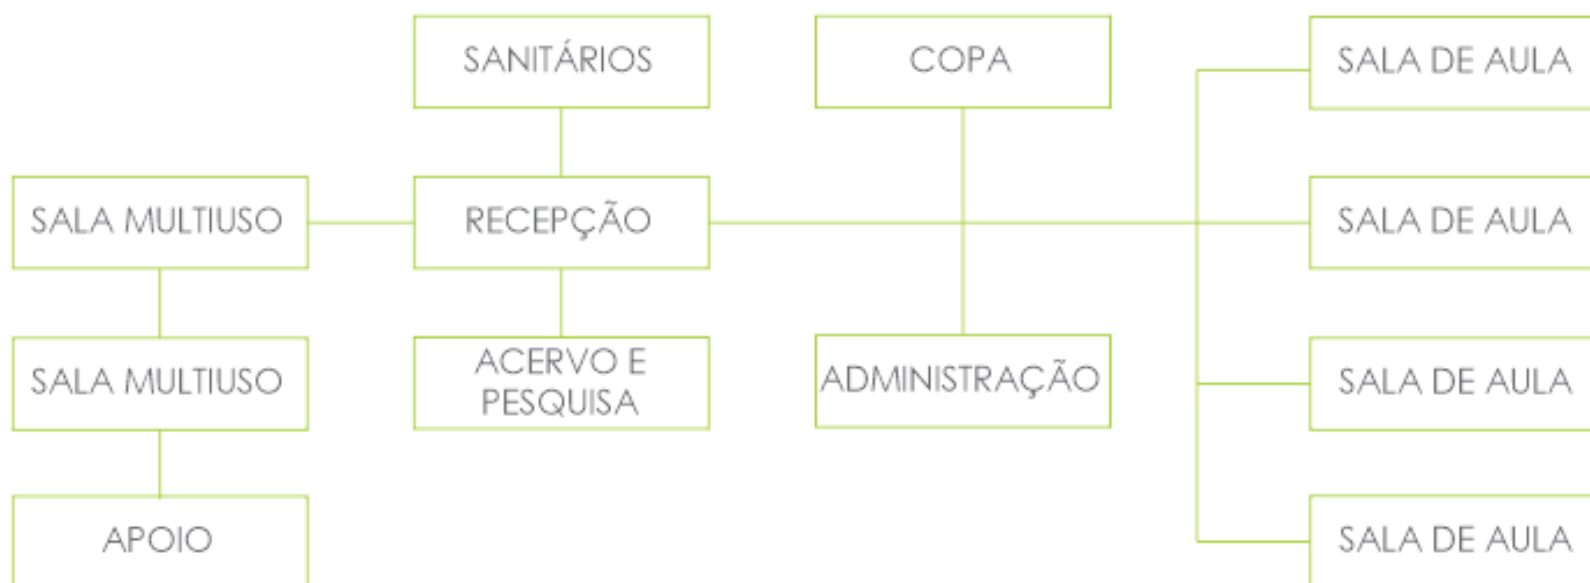 SANITÁRIOS
COPA
SALA DE AULA
SALA MULTIUSO
RECEPÇÃO
SALA DE AULA
SALA MULTIUSO
ACERVO E
PESQUISA
ADMINISTRAÇÃO
SALA DE AULA
APOIO
SALA DE AULA